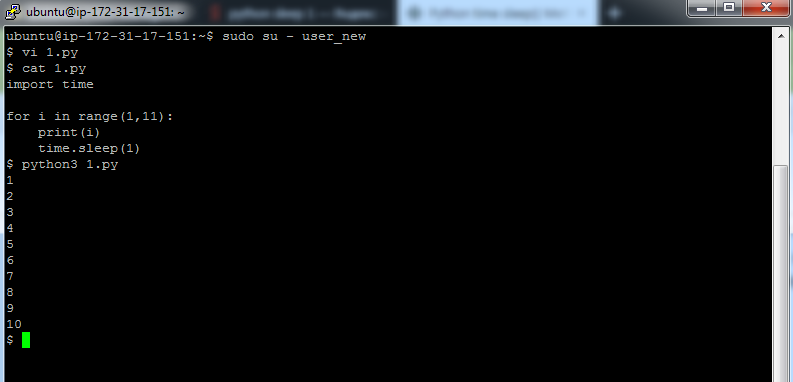 ubuntu@ip-172-31-17-151: ~
ubuntu@ip-172-31-17-151:~$ sudo su - user_new
$ vi 1.py
$ cat 1.py
import time

for i in range(1,11):
    print(i)
    time.sleep(1)
$ python3 1.py
1
2
3
4
5
6
7
8
9
10
$